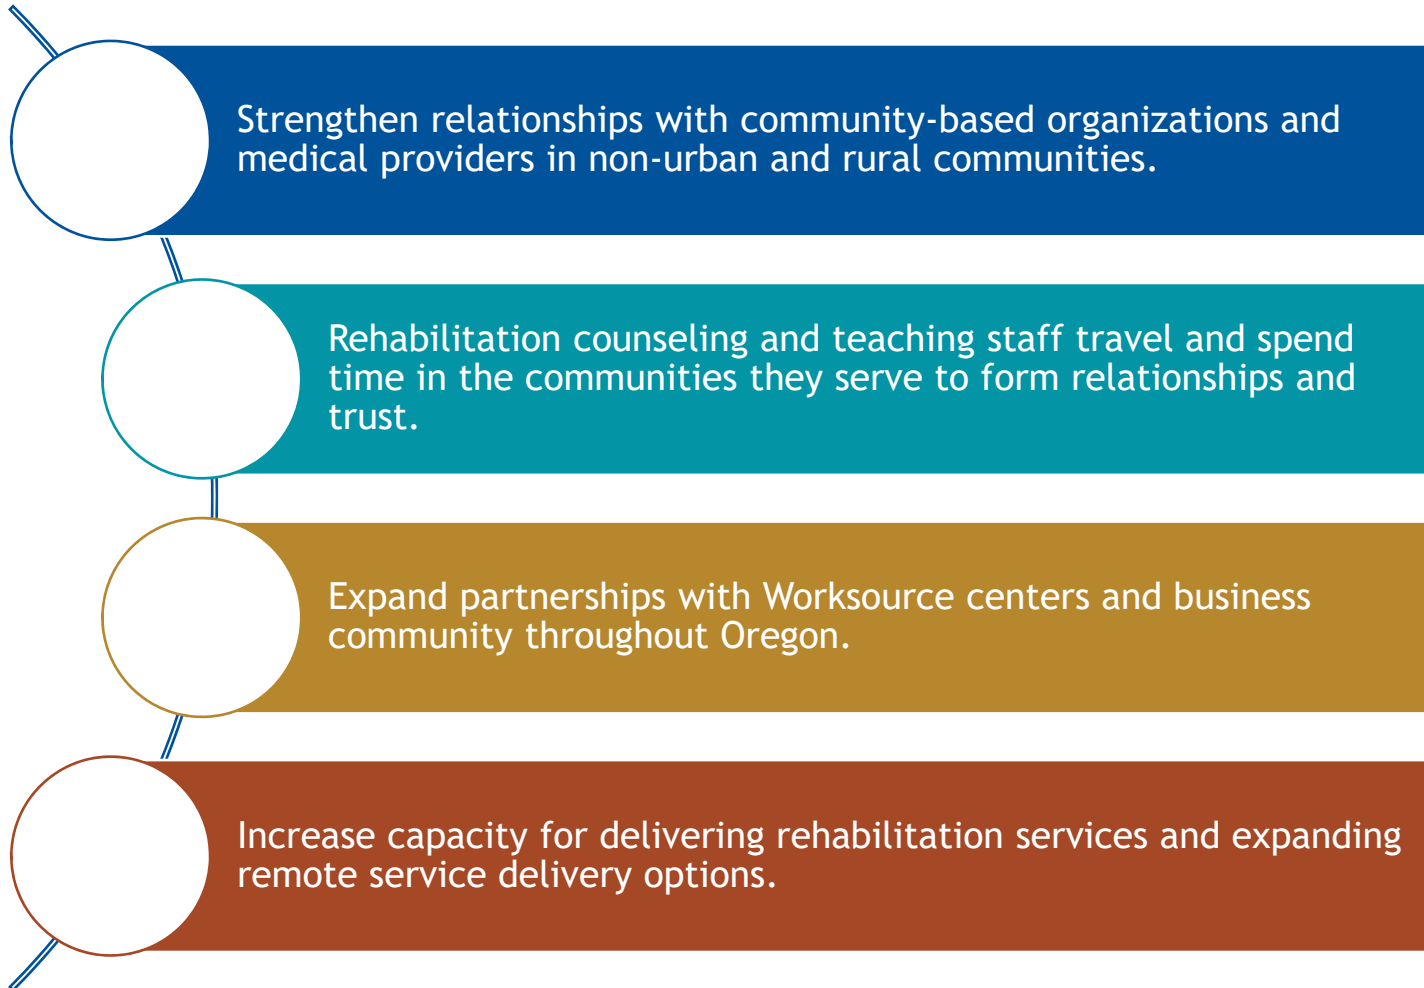 Strengthen relationships with community-based organizations and
medical providers in non-urban and rural communities.
Rehabilitation counseling and teaching staff travel and spend
time in the communities they serve to form relationships and
trust.
Expand partnerships with Worksource centers and business
community throughout Oregon.
Increase capacity for delivering rehabilitation services and expanding
remote service delivery options.